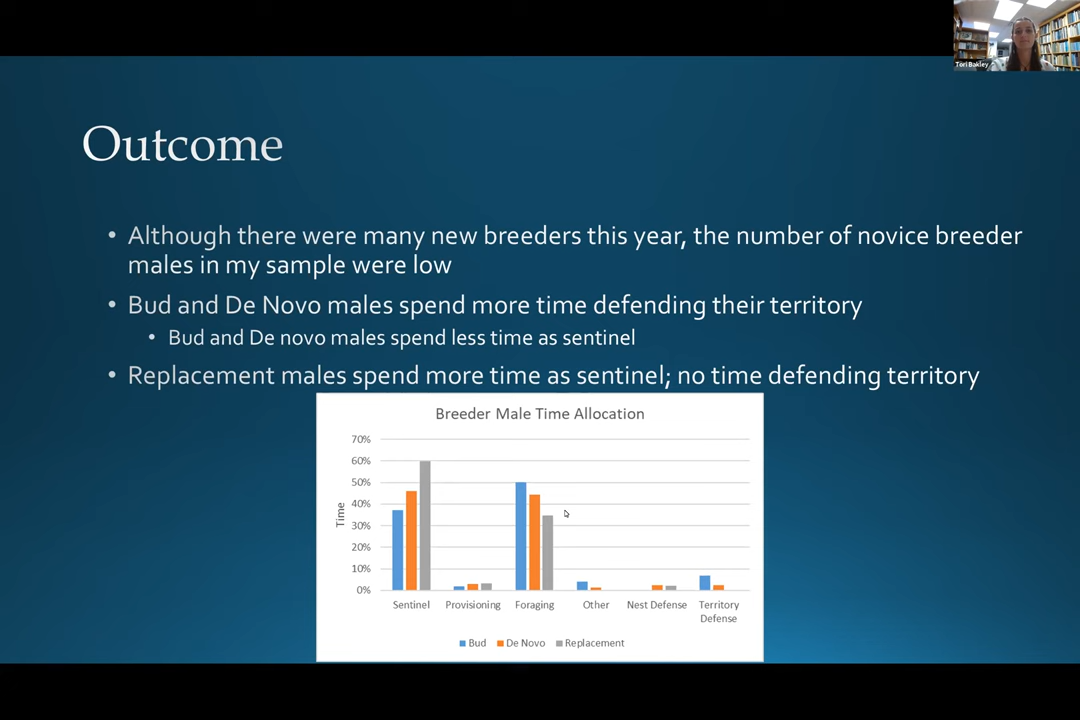 Teri Bakley
Outcome
• Although there were many new breeders this year, the number of novice breeder
males in my sample were low
• Bud and De Novo males spend more time defending their territory
• Bud and De novo males spend less time as sentinel
• Replacement males spend more time as sentinel; no time defending territory
Breeder Male Time Allocation
70%
60%
50%
40%
30%
20%
10%
0%
Time
Sentinel Provisioning Foraging Other Nest Defense Territory
Defense
Bud De Novo Replacement